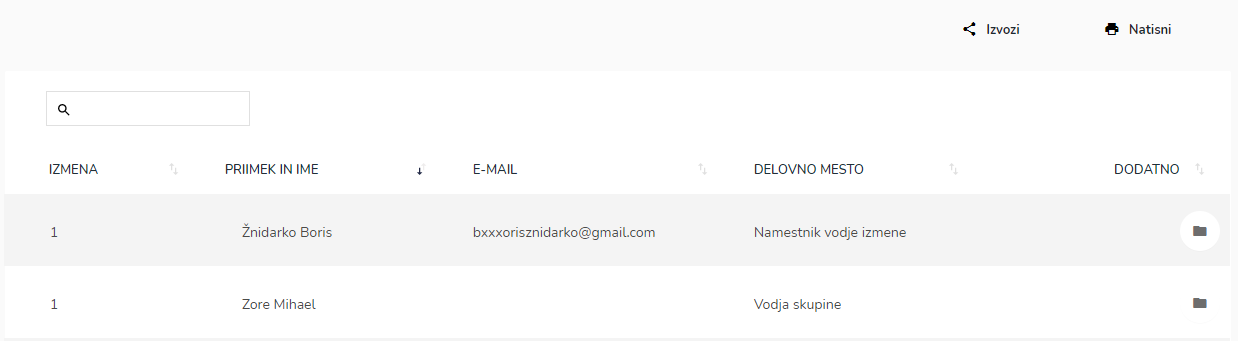 Izvozi Natisni
IZMENA PRIIMEK IN IME E-MAIL DELOVNO MESTO DODATNO
1 Žnidarko Boris bxxxorisznidarko@gmail.com Namestnik vodje izmene
1 Zore Mihael Vodja skupine